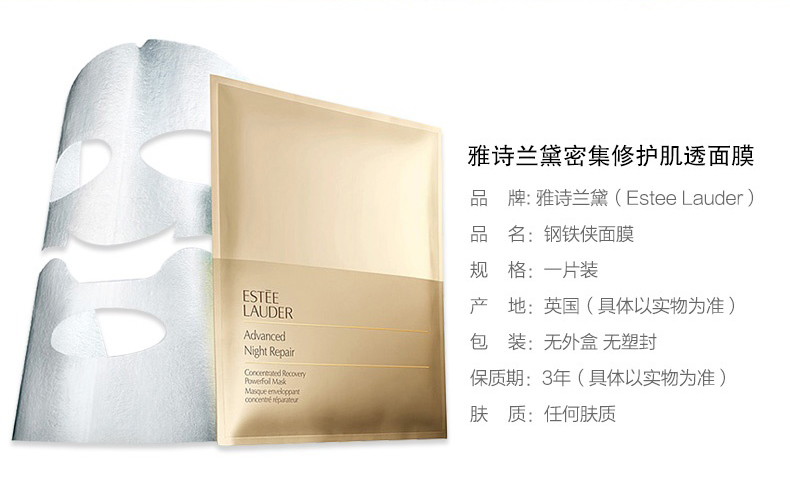 ESTĒE
LAUDER
Advanced
Night Repair
Concentrated Recovery
PowerFoil Mask
Masque enveloppant
concentré réparateur
雅诗兰黛密集修护肌透面膜
品 牌: 雅诗兰黛（Estee Lauder）
品 名：钢铁侠面膜
规 格：一片装
产 地：英国（具体以实物为准）
包 装：无外盒 无塑封
保质期：3年（具体以实物为准）
肤 质：任何肤质